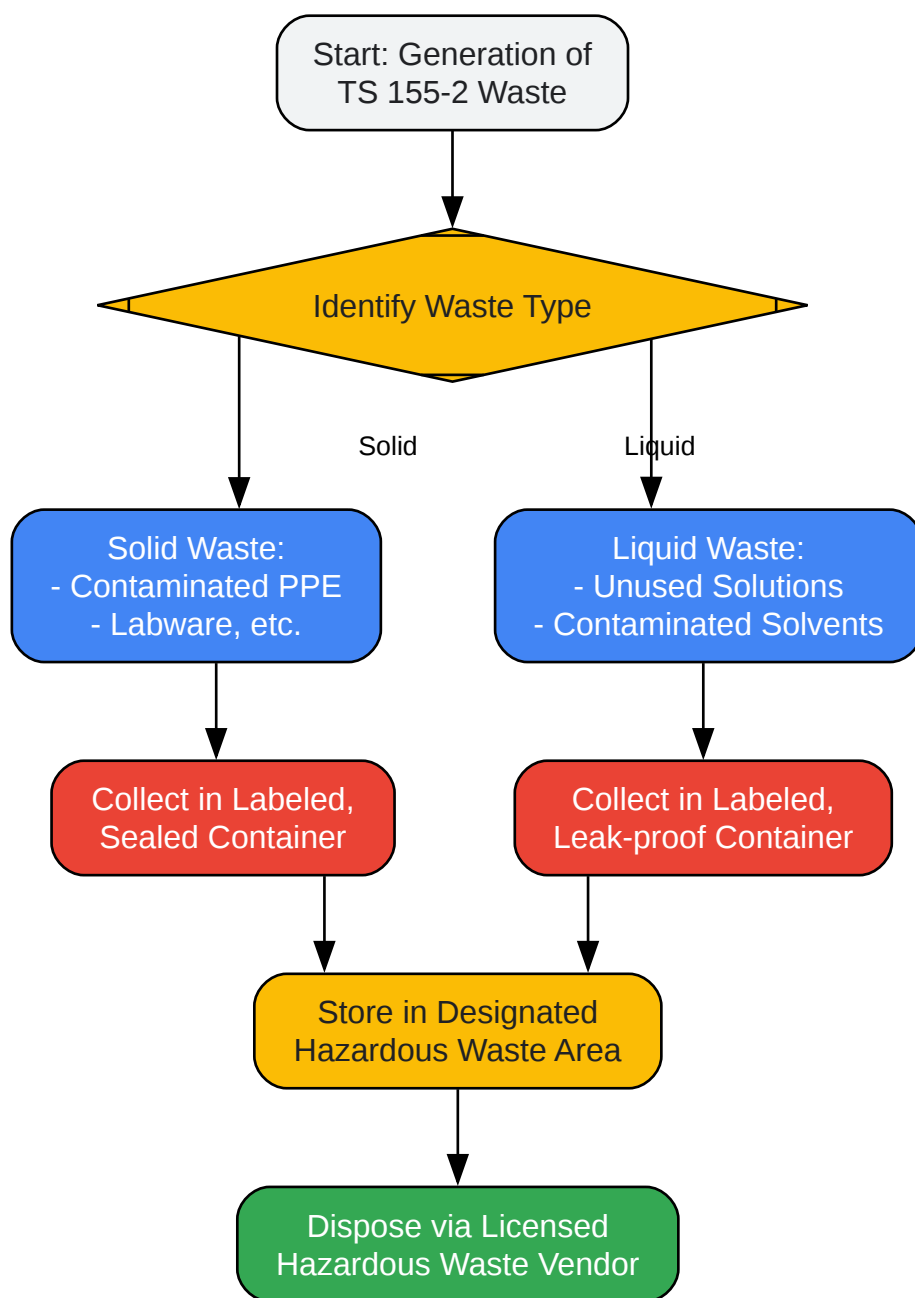 Start: Generation of
TS 155-2 Waste
Identify Waste Type
Solid
Liquid
Solid Waste:
- Contaminated PPE
- Labware, etc.
Liquid Waste:
- Unused Solutions
- Contaminated Solvents
Collect in Labeled,
Sealed Container
Collect in Labeled,
Leak-proof Container
Store in Designated
Hazardous Waste Area
Dispose via Licensed
Hazardous Waste Vendor